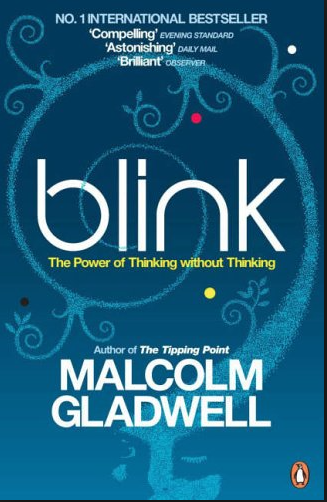 NO. 1 INTERNATIONAL BESTSELLER
‘Compelling’ EVENING STANDARD
‘Astonishing’ DAILY MAIL
‘Brilliant’ OBSERVER
blink
The Power of Thinking without Thinking
Author of The Tipping Point
MALCOLM
GLADWELL